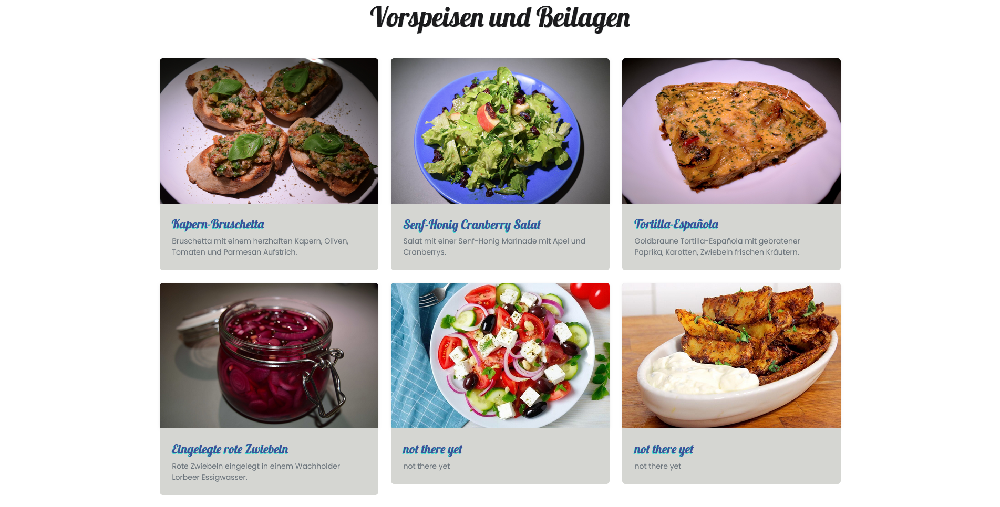 Vorspeisen und Beilagen
Kapern-Bruschetta
Bruschetta mit einem herzhaften Kapern, Oliven,
Tomaten und Parmesan Aufstrich.
Senf-Honig Cranberry Salat
Salat mit einer Senf-Honig Marinade mit Apel und
Cranberrys.
Tortilla-Española
Goldbraune Tortilla-Española mit gebratener
Paprika, Karotten, Zwiebeln frischen Kräutern.
Eingelegte rote Zwiebeln
Rote Zwiebeln eingelegt in einem Wachholder
Lorbeer Essigwasser.
not there yet
not there yet
not there yet
not there yet